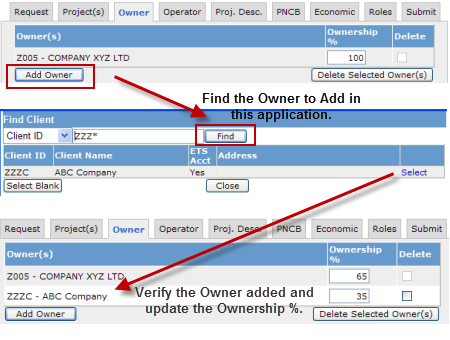 Request Project(s) Owner Operator Proj. Desc. PNCB Economic Roles Submit
Owner(s) Ownership % Delete
Z005 - COMPANY XYZ LTD 100
Add Owner Delete Selected Owner(s)
Find the Owner to Add in
this application.
Find Client
Client ID ZZZ* Find
Client ID Client Name ETS Acct Address
ZZZC ABC Company Yes Select
Select Blank Close
Request Project(s) Owner Operator Proj. Desc. PNCB Economic Roles Submit
Owner(s) Ownership % Delete
Z005 - COMPANY XYZ LTD 65
ZZZC - ABC Company 35
Verify the Owner added and
update the Ownership %.
Add Owner Delete Selected Owner(s)